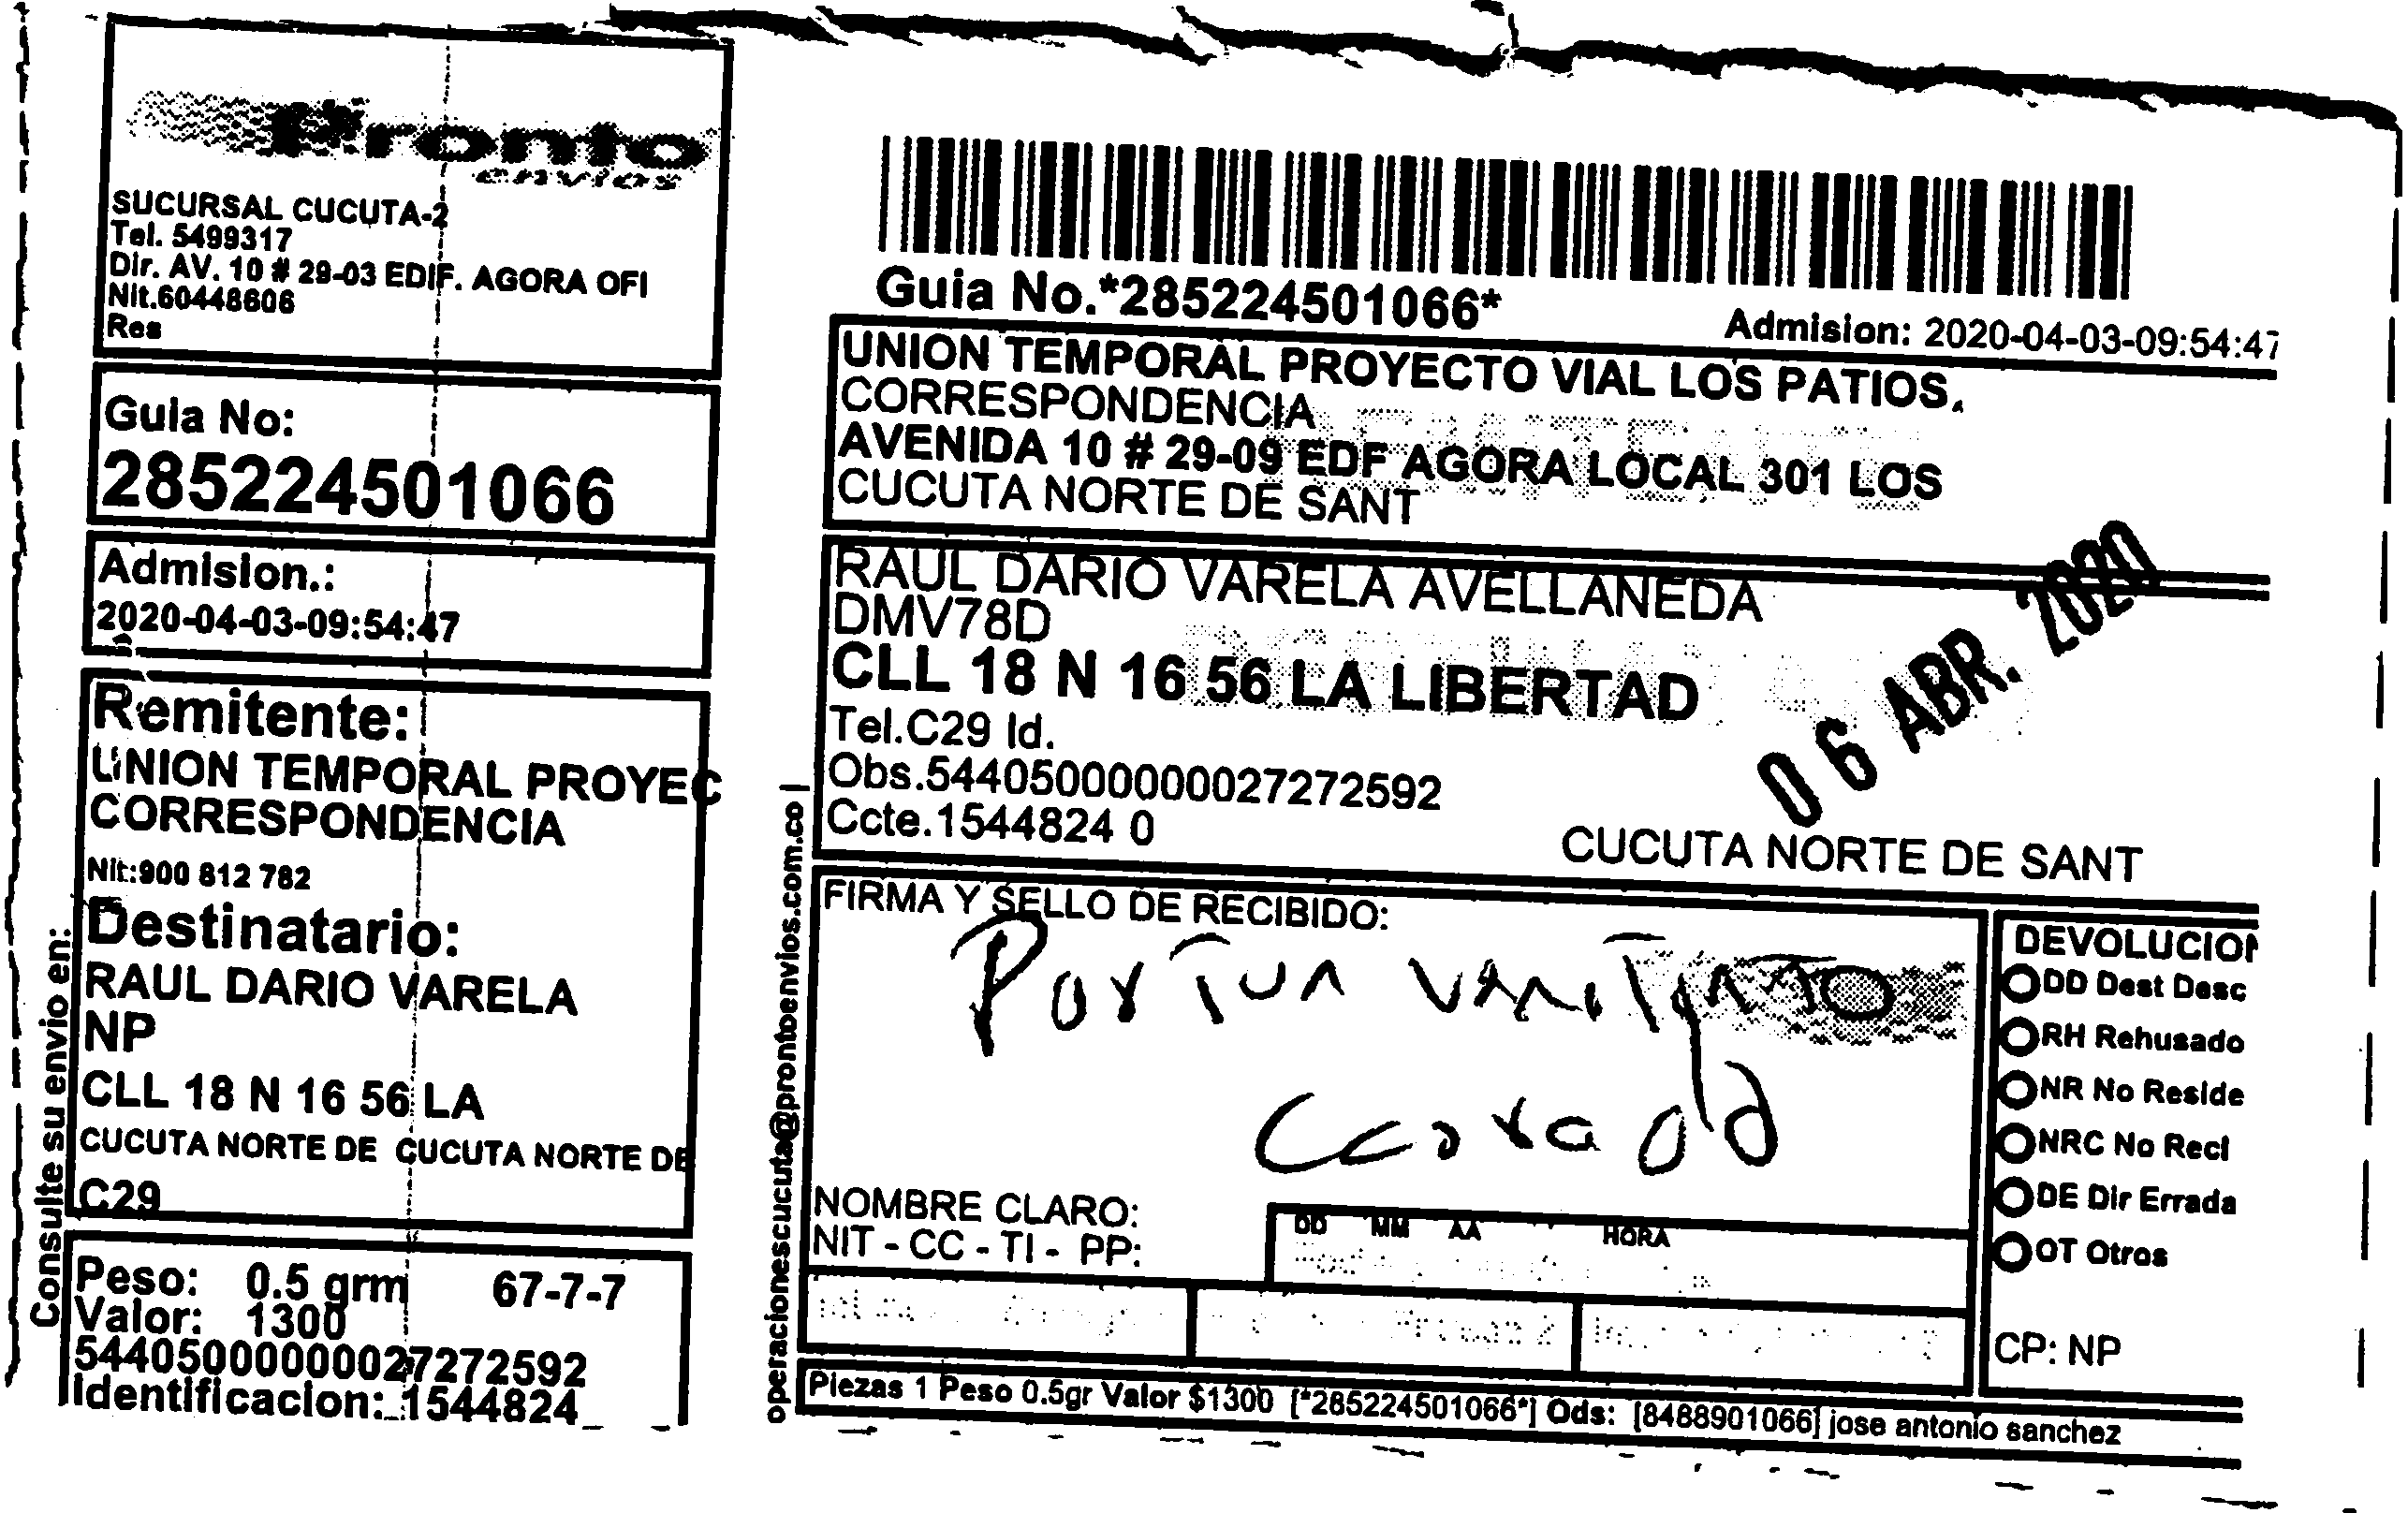 Pronto
envios
SUCURSAL CUCUTA-2
Tel. 5499317
Dir. AV. 10 # 29-03 EDIF. AGORA OFI
Nit.60448606
Res
Guia No:
285224501066
Admision.:
2020-04-03-09:54:47
Remitente:
UNION TEMPORAL PROYEC
CORRESPONDENCIA
Nit:900 812 782
Destinatario:
RAUL DARIO VARELA
NP
CLL 18 N 16 56 LA
CUCUTA NORTE DE CUCUTA NORTE DE
C29
Peso: 0.5 grm 67-7-7
Valor: 1300
54405000000027272592
Identificacion: 1544824
Consulte su envio en:
operacionescucuta@prontoenvios.com.co |
Guia No.*285224501066*
Admision: 2020-04-03-09:54:47
UNION TEMPORAL PROYECTO VIAL LOS PATIOS.
CORRESPONDENCIA
AVENIDA 10 # 29-09 EDF AGORA LOCAL 301 LOS
CUCUTA NORTE DE SANT
RAUL DARIO VARELA AVELLANEDA
DMV78D
CLL 18 N 16 56 LA LIBERTAD
Tel.C29 Id.
Obs.54405000000027272592
Ccte.1544824 0
06 ABR. 2020
CUCUTA NORTE DE SANT
FIRMA Y SELLO DE RECIBIDO:
NOMBRE CLARO:
NIT - CC - TI - PP:
DD MM AA HORA
DEVOLUCION
DD Dest Desc
RH Rehusado
NR No Reside
NRC No Recl
DE Dir Errada
OT Otros
CP: NP
Piezas 1 Peso 0.5gr Valor $1300 [*285224501066*] Ods: [8488901066] jose antonio sanchez